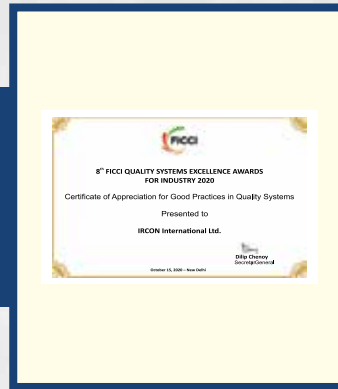 FICCI
8th FICCI QUALITY SYSTEMS EXCELLENCE AWARDS
FOR INDUSTRY 2020
Certificate of Appreciation for Good Practices in Quality Systems
Presented to
IRCON International Ltd.
Dilip Chenoy
Secretary General
October 15, 2020 – New Delhi